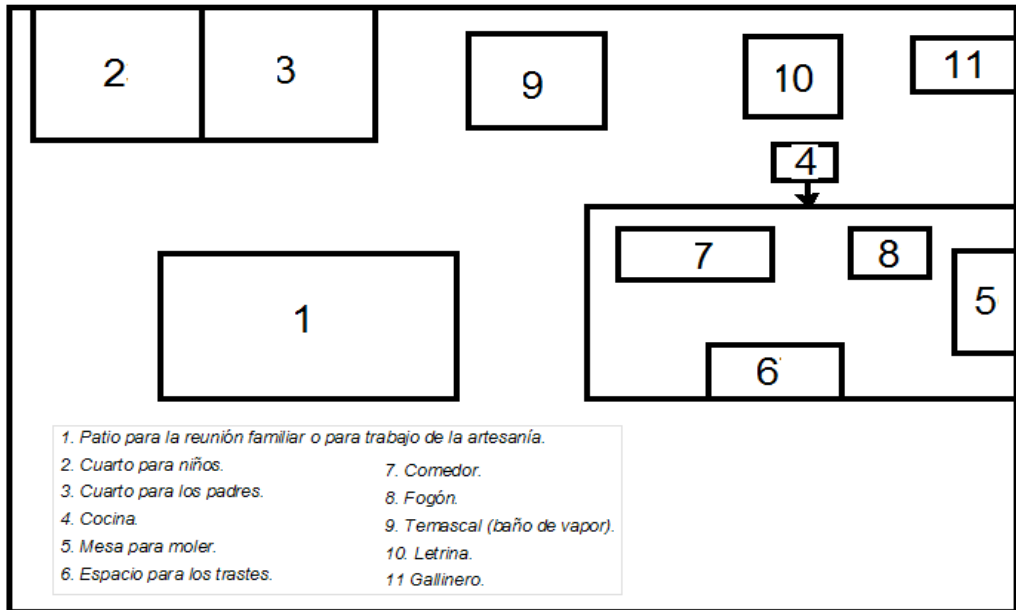 2
3
9
10
11
4
7
8
5
1
6
1. Patio para la reunión familiar o para trabajo de la artesanía.
2. Cuarto para niños.
3. Cuarto para los padres.
4. Cocina.
5. Mesa para moler.
6. Espacio para los trastes.
7. Comedor.
8. Fogón.
9. Temascal (baño de vapor).
10. Letrina.
11 Gallinero.